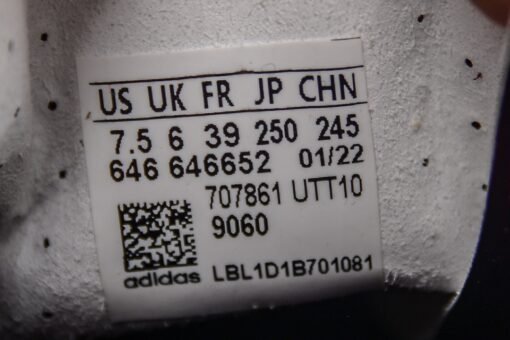 US UK FR JP CHN
7.5 6 39 250 245
646 646652 01/22
707861 UTT10
9060
adidas LBL1D1B701081